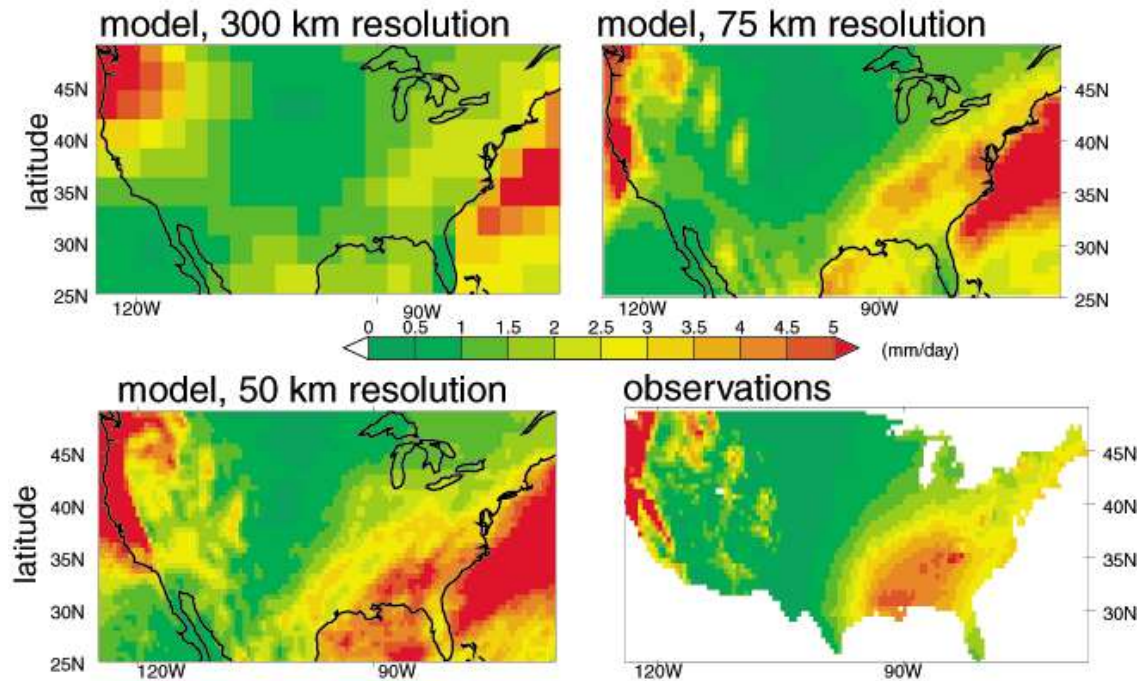 model, 300 km resolution
model, 75 km resolution
latitude
45N
40N
35N
30N
25N
120W
90W
45N
40N
35N
30N
25N
120W
90W
0 0.5 1 1.5 2 2.5 3 3.5 4 4.5 5
(mm/day)
model, 50 km resolution
observations
latitude
45N
40N
35N
30N
25N
120W
90W
45N
40N
35N
30N
120W
90W